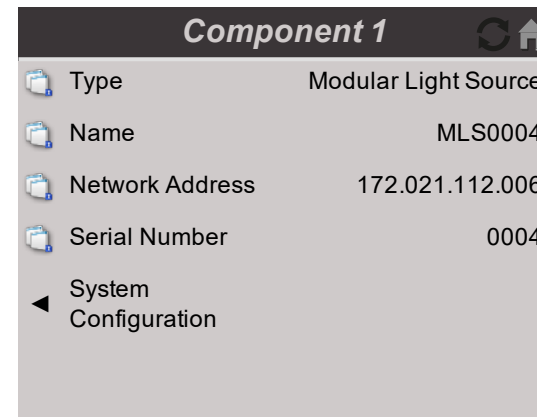 Component 1
Type Modular Light Source
Name MLS0004
Network Address 172.021.112.006
Serial Number 0004
System
Configuration